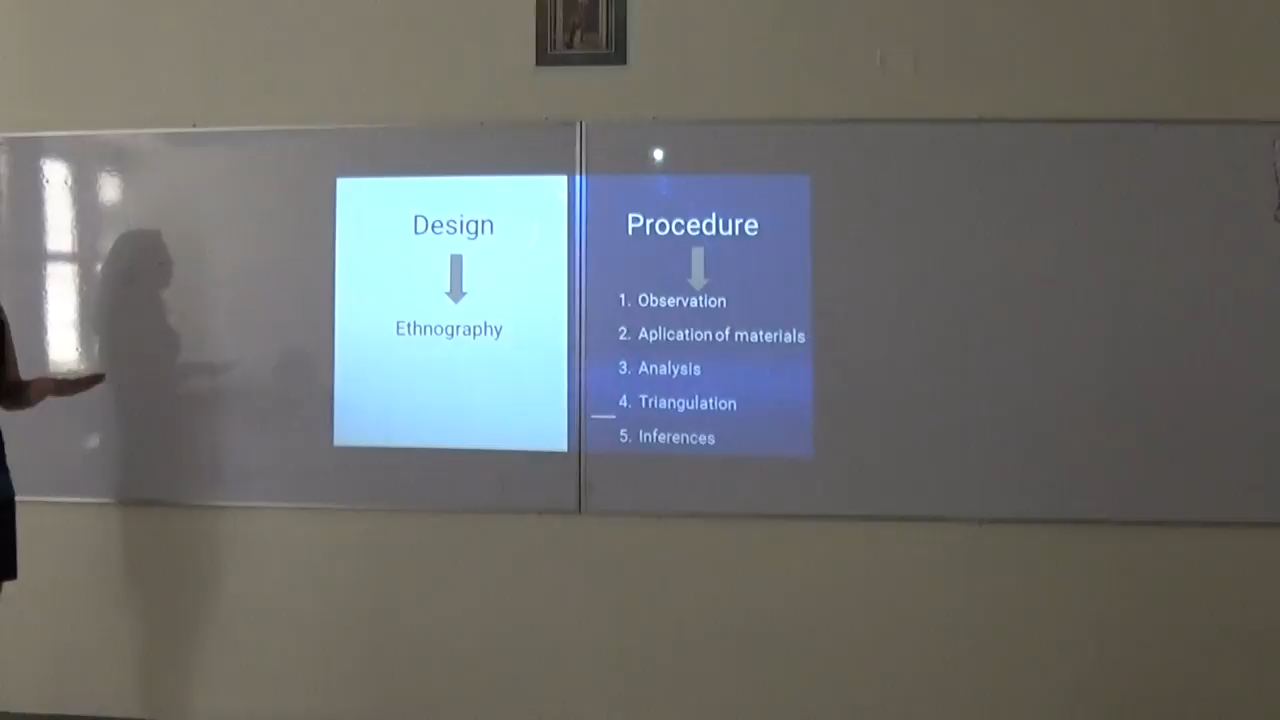 Design
Ethnography
Procedure
1. Observation
2. Aplication of materials
3. Analysis
4. Triangulation
5. Inferences